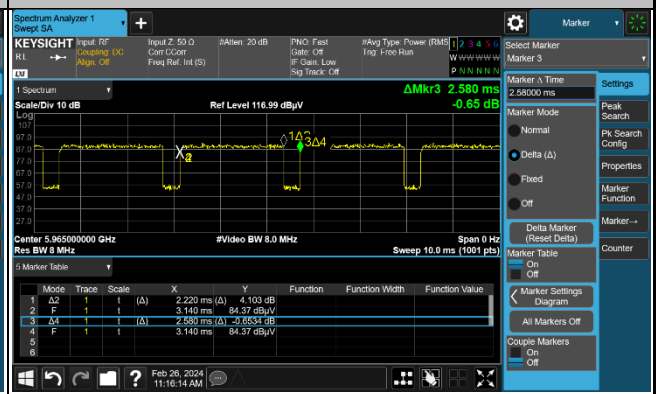 Spectrum Analyzer 1
Swept SA
+
Marker
KEYSIGHT
RL
LXI
Input: RF
Coupling: DC
Align: Off
Input Z: 50 Ω
Corr CCorr
Freq Ref: Int (S)
#Atten: 20 dB
PNO: Fast
Gate: Off
IF Gain: Low
Sig Track: Off
#Avg Type: Power (RMS
Trig: Free Run
1 2 3 4 5 6
W W W W W W
P N N N N N
1 Spectrum
ΔMkr3 2.580 ms
-0.65 dB
Scale/Div 10 dB
Ref Level 116.99 dBµV
Log
107
97.0
87.0
77.0
67.0
57.0
47.0
37.0
27.0
1Δ2
3Δ4
Center 5.965000000 GHz
Res BW 8 MHz
#Video BW 8.0 MHz
Span 0 Hz
Sweep 10.0 ms (1001 pts)
5 Marker Table
Mode Trace Scale X Y Function Function Width Function Value
1 Δ2 1 t (Δ) 2.220 ms (Δ) 4.103 dB
2 F 1 t 3.140 ms 84.37 dBµV
3 Δ4 1 t (Δ) 2.580 ms (Δ) -0.6534 dB
4 F 1 t 3.140 ms 84.37 dBµV
5
6
?
Feb 26, 2024
11:16:14 AM
Select Marker
Marker 3
Marker Δ Time
2.58000 ms
Marker Mode
Normal
Delta (Δ)
Fixed
Off
Delta Marker
(Reset Delta)
Marker Table
On
Off
Marker Settings
Diagram
All Markers Off
Couple Markers
On
Off
Settings
Peak
Search
Pk Search
Config
Properties
Marker
Function
Marker→
Counter